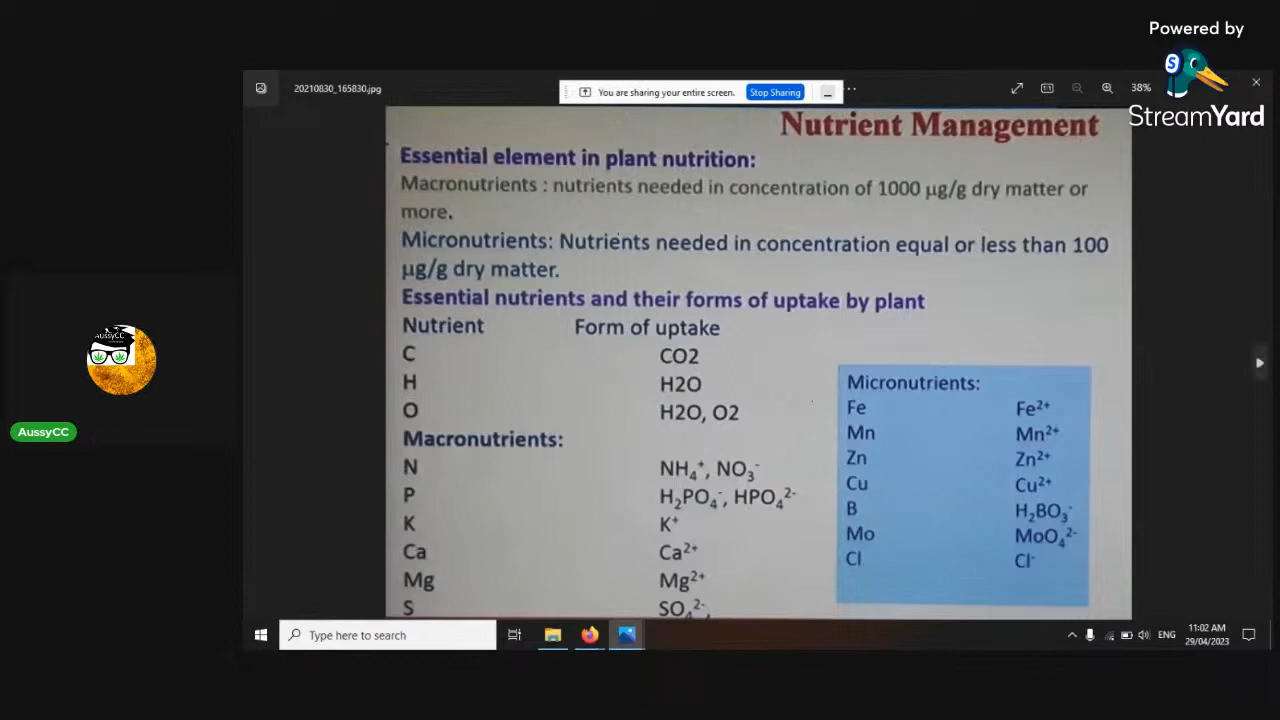 Powered by
StreamYard
20210830_165830.jpg
You are sharing your entire screen.
Stop Sharing
38%
Nutrient Management
Essential element in plant nutrition:
Macronutrients : nutrients needed in concentration of 1000 µg/g dry matter or
more.
Micronutrients: Nutrients needed in concentration equal or less than 100
µg/g dry matter.
Essential nutrients and their forms of uptake by plant
Nutrient Form of uptake
C CO2
H H2O
O H2O, O2
Macronutrients:
N NH₄⁺, NO₃⁻
P H₂PO₄⁻, HPO₄²⁻
K K⁺
Ca Ca²⁺
Mg Mg²⁺
S SO₄²⁻,
Micronutrients:
Fe Fe²⁺
Mn Mn²⁺
Zn Zn²⁺
Cu Cu²⁺
B H₂BO₃⁻
Mo MoO₄²⁻
Cl Cl⁻
AussyCC
AussyCC
Type here to search
ENG
11:02 AM
29/04/2023